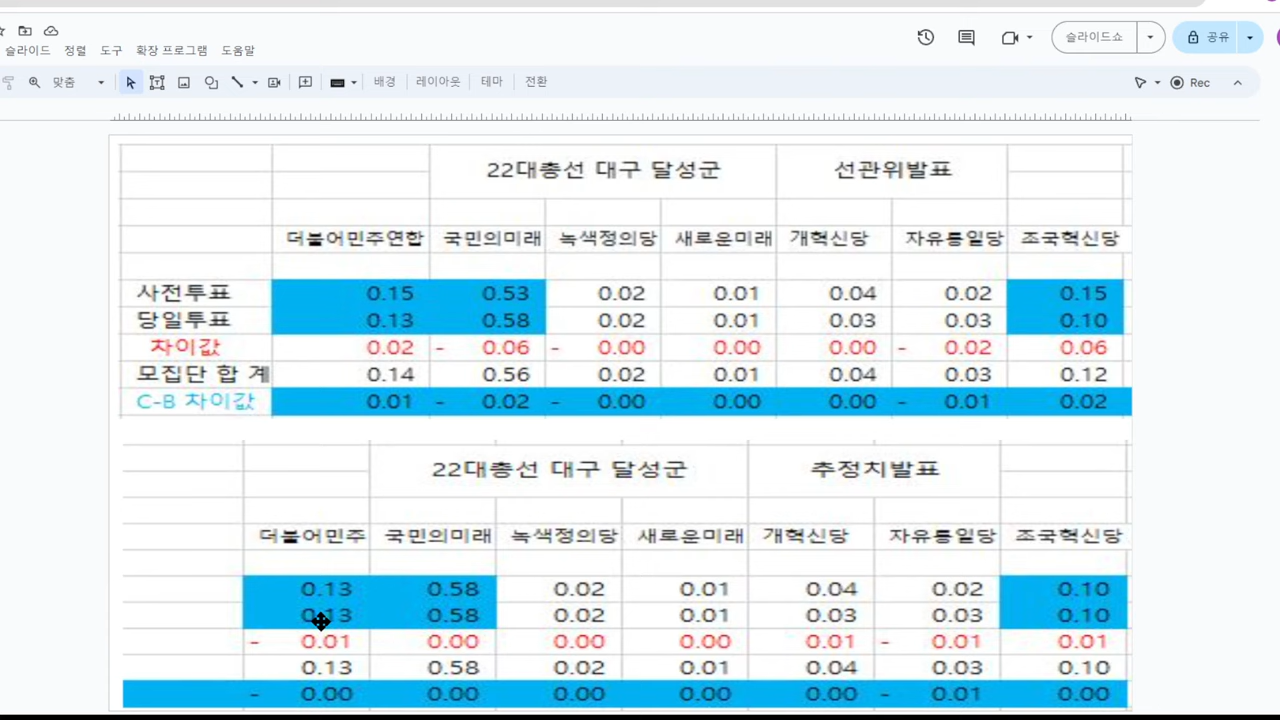 슬라이드 정렬 도구 확장 프로그램 도움말
슬라이드쇼
공유
맞춤
배경 레이아웃 테마 전환
Rec
22대총선 대구 달성군 선관위발표
더불어민주연합 국민의미래 녹색정의당 새로운미래 개혁신당 자유통일당 조국혁신당
사전투표 0.15 0.53 0.02 0.01 0.04 0.02 0.15
당일투표 0.13 0.58 0.02 0.01 0.03 0.03 0.10
차이값 0.02 - 0.06 - 0.00 0.00 0.00 - 0.02 0.06
모집단 합 계 0.14 0.56 0.02 0.01 0.04 0.03 0.12
C-B 차이값 0.01 - 0.02 - 0.00 0.00 0.00 - 0.01 0.02
22대총선 대구 달성군 추정치발표
더불어민주 국민의미래 녹색정의당 새로운미래 개혁신당 자유통일당 조국혁신당
0.13 0.58 0.02 0.01 0.04 0.02 0.10
0.13 0.58 0.02 0.01 0.03 0.03 0.10
- 0.01 0.00 0.00 0.00 0.01 - 0.01 0.01
0.13 0.58 0.02 0.01 0.04 0.03 0.10
- 0.00 0.00 0.00 0.00 0.00 - 0.01 0.00